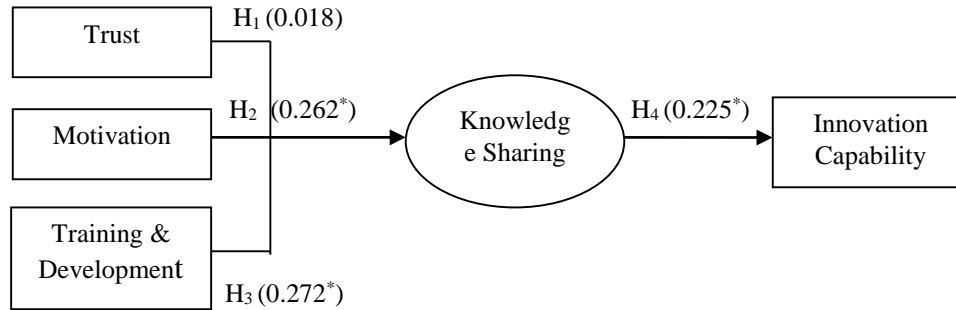 H₁ (0.018)
Trust
H₂ (0.262*)
Motivation
Knowledg
e Sharing
H₄ (0.225*)
Innovation
Capability
Training &
Development
H₃ (0.272*)